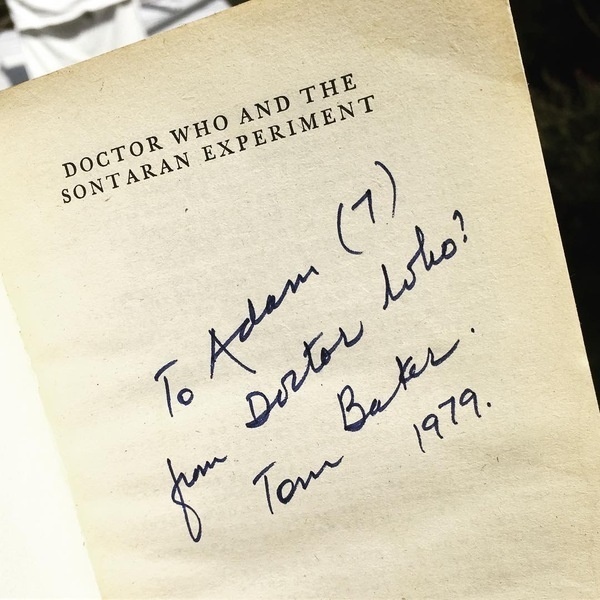 DOCTOR WHO AND THE
SONTARAN EXPERIMENT
To Adam (7)
from Doctor Who?
Tom Baker.
1979.